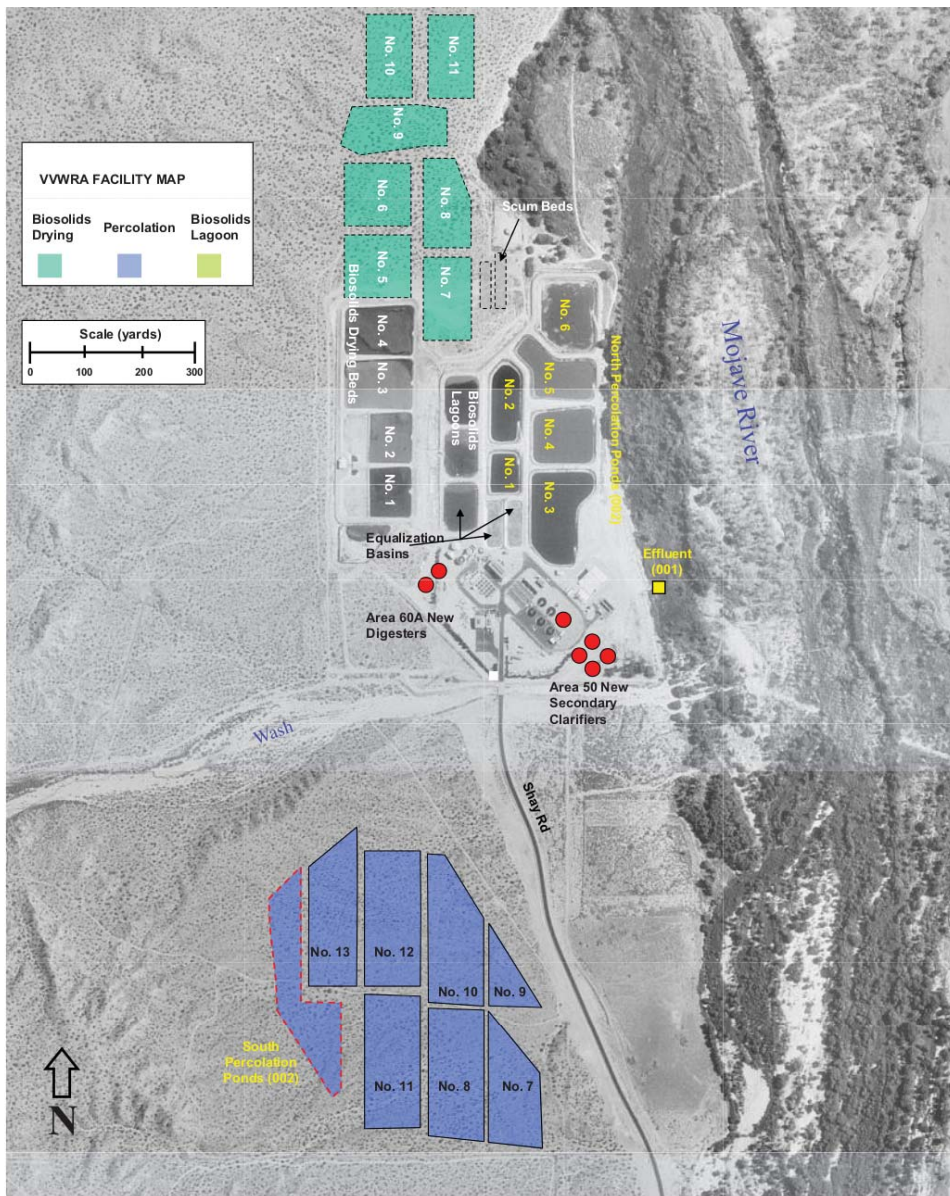 No. 10
No. 11
No. 9
VVWRA FACILITY MAP
Biosolids
Drying
Percolation
Biosolids
Lagoon
No. 6
No. 8
Scum Beds
No. 5
No. 7
Biosolids Drying Beds
Scale (yards)
0
100
200
300
No. 4
No. 3
No. 2
No. 1
Biosolids
Lagoons
No. 6
No. 5
No. 2
No. 4
No. 1
No. 3
North Percolation Ponds (002)
Mojave River
Equalization
Basins
Effluent
(001)
Area 60A New
Digesters
Area 50 New
Secondary
Clarifiers
Wash
Shay Rd
No. 13
No. 12
No. 10
No. 9
South
Percolation
Ponds (002)
No. 11
No. 8
No. 7
N